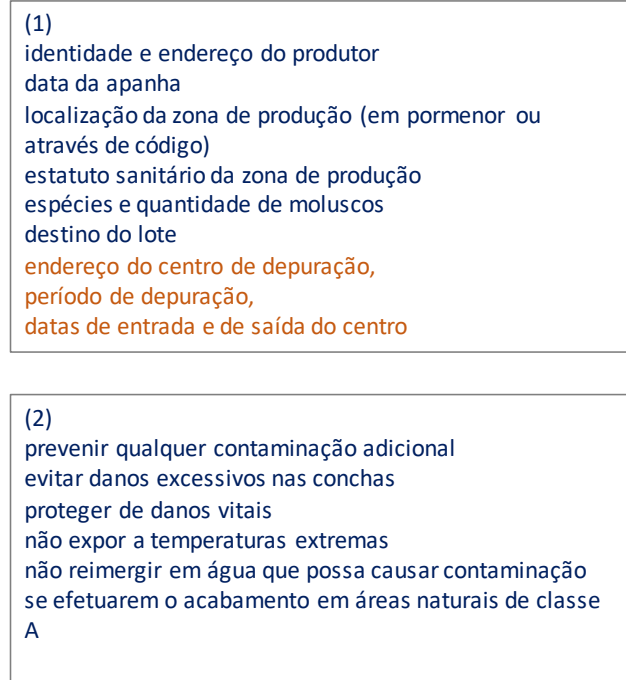 (1)
identidade e endereço do produtor
data da apanha
localização da zona de produção (em pormenor ou
através de código)
estatuto sanitário da zona de produção
espécies e quantidade de moluscos
destino do lote
endereço do centro de depuração,
período de depuração,
datas de entrada e de saída do centro
(2)
prevenir qualquer contaminação adicional
evitar danos excessivos nas conchas
proteger de danos vitais
não expor a temperaturas extremas
não reimergir em água que possa causar contaminação
se efetuarem o acabamento em áreas naturais de classe
A